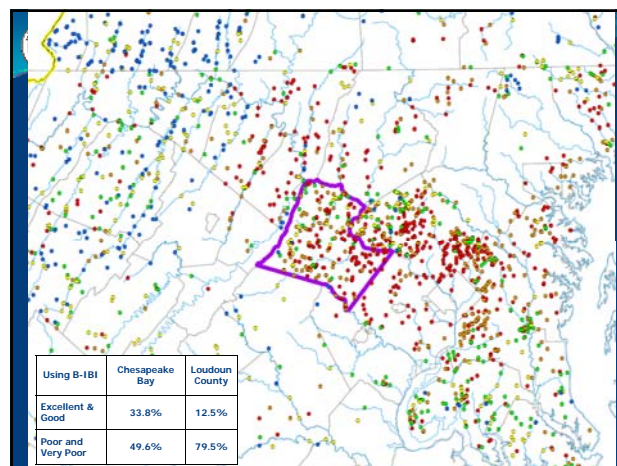 Using B-IBI
Chesapeake
Bay
Loudoun
County
Excellent &
Good
33.8%
12.5%
Poor and
Very Poor
49.6%
79.5%